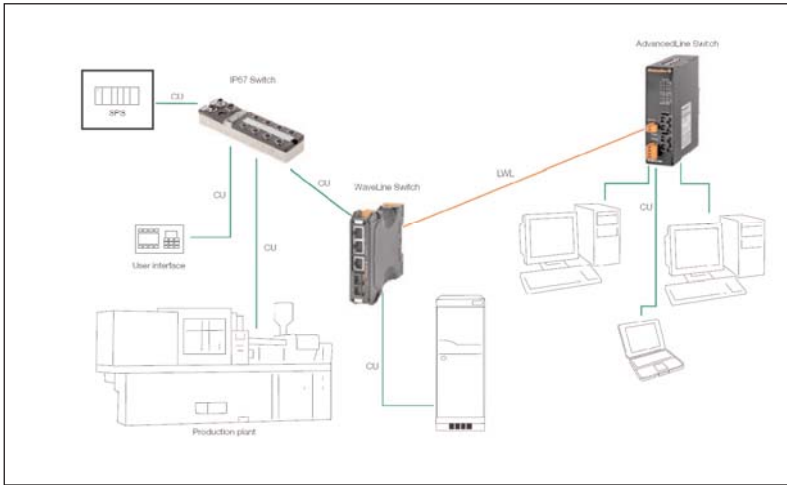 AdvancedLine Switch
IP67 Switch
CU
SPS
LWL
CU
WaveLine Switch
CU
CU
CU
User interface
CU
Production plant